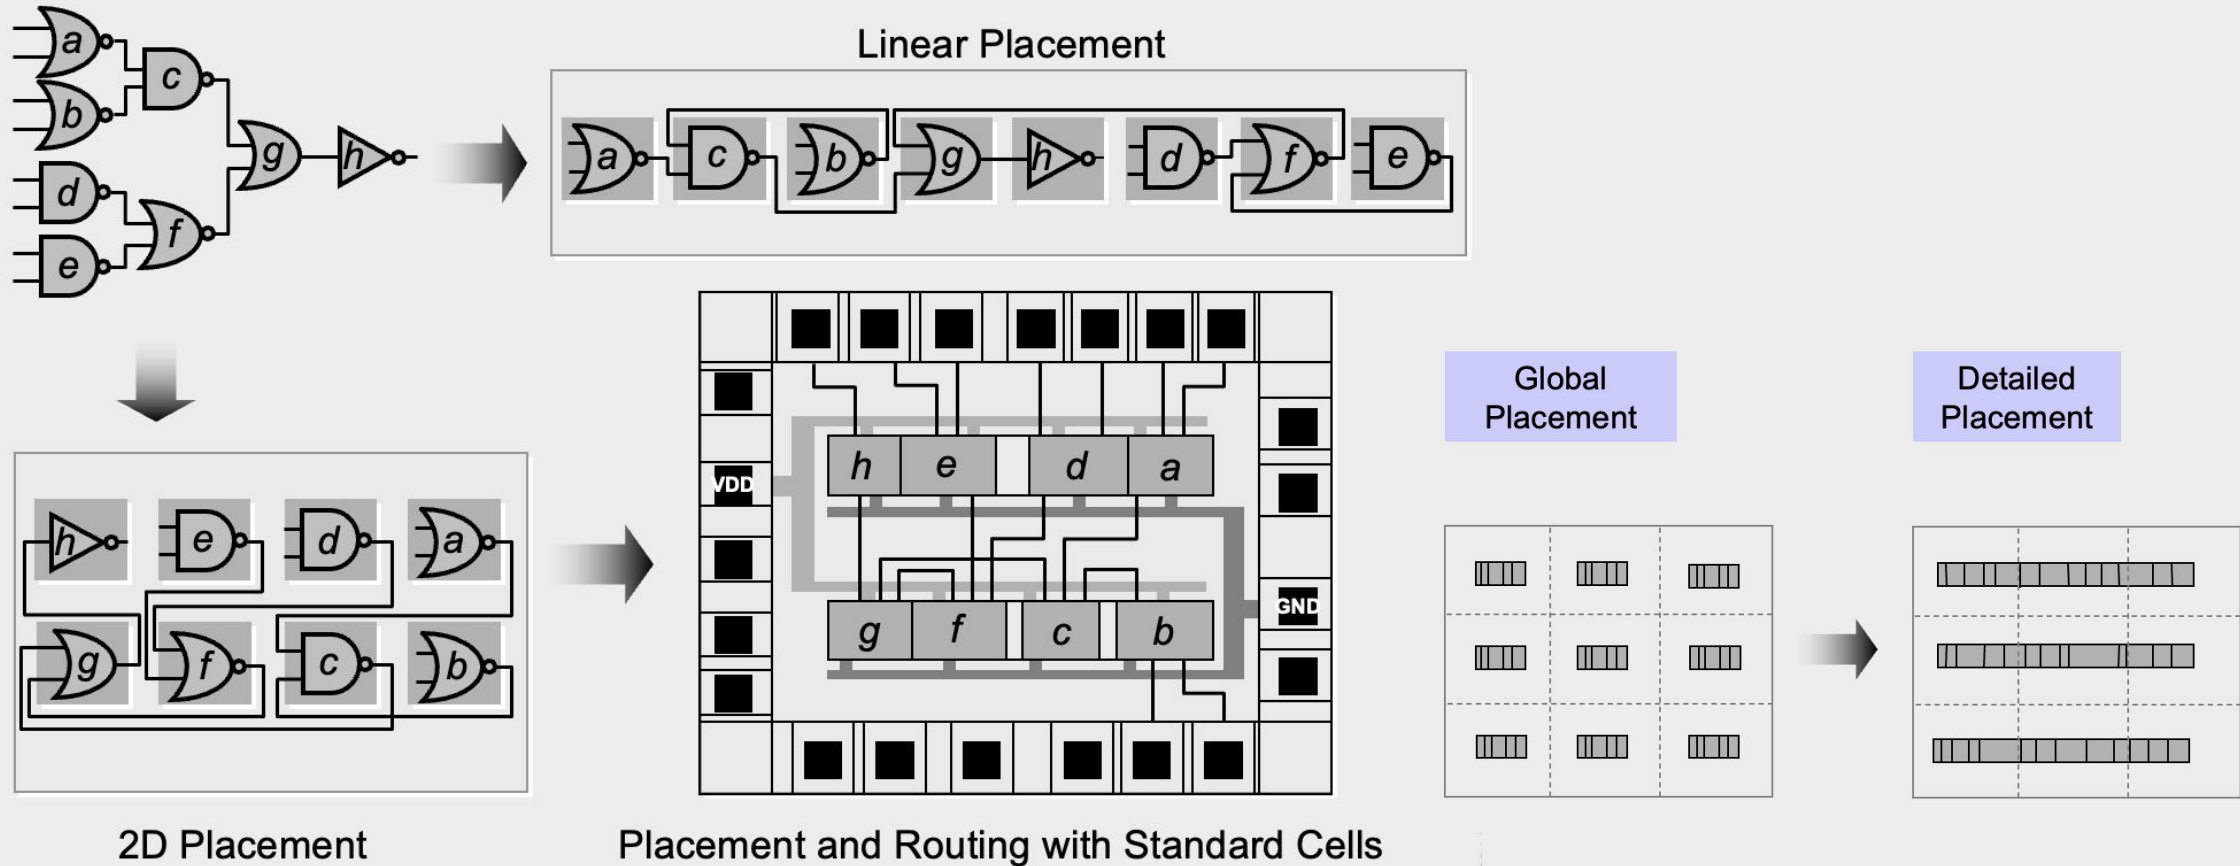 a
b
c
d
e
f
g
h
Linear Placement
a
c
b
g
h
d
f
e
h
e
d
a
g
f
c
b
2D Placement
VDD
GND
h
e
d
a
g
f
c
b
Placement and Routing with Standard Cells
Global
Placement
Detailed
Placement